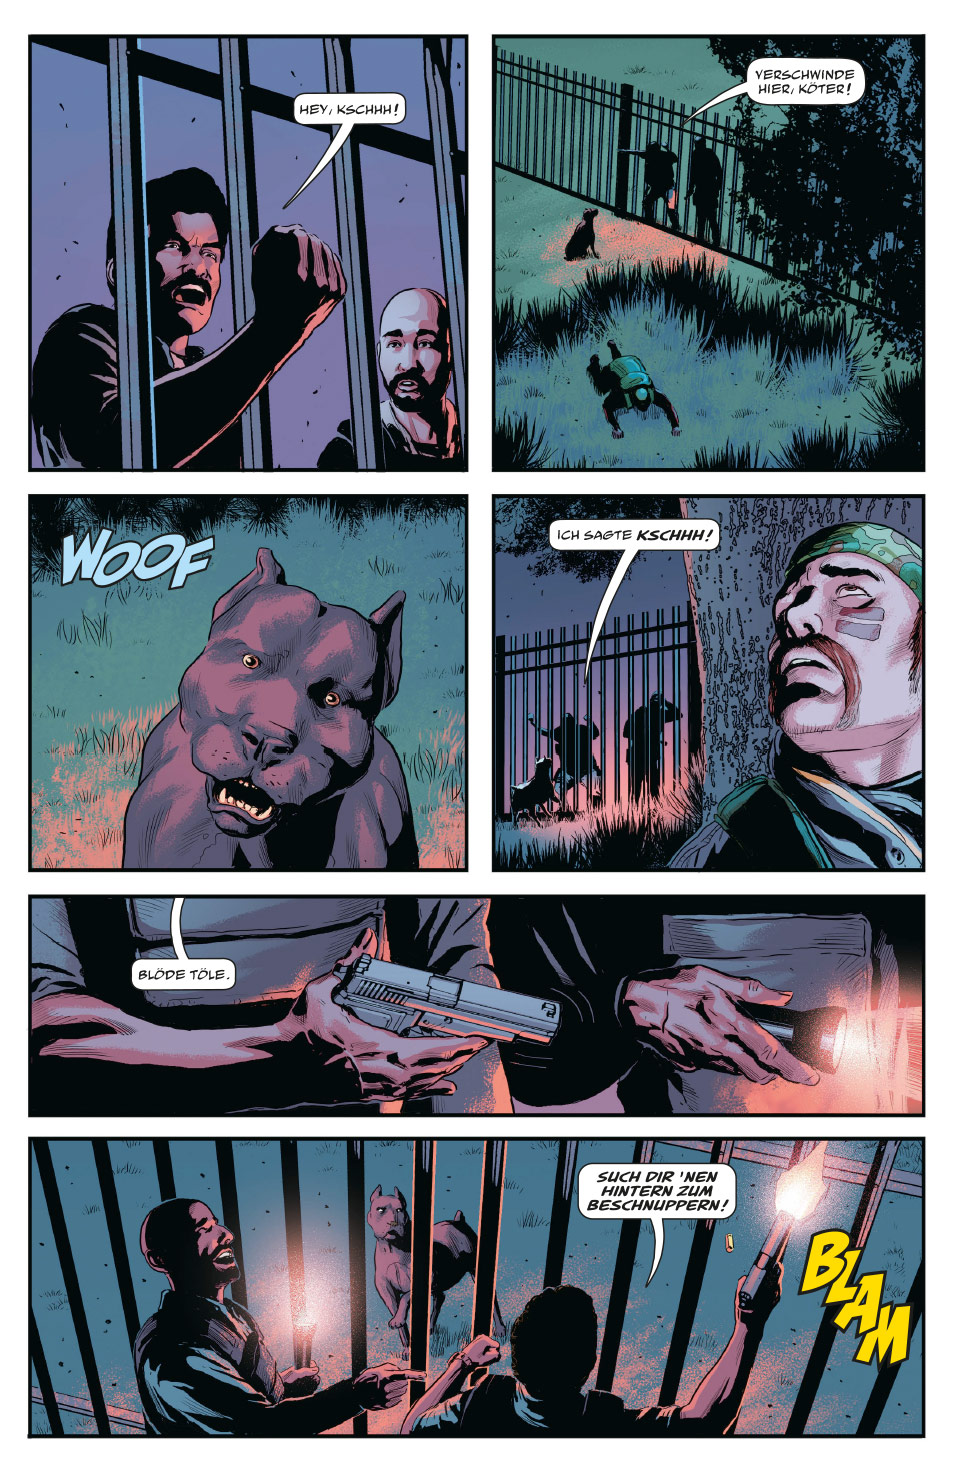 HEY, KSCHHH!
VERSCHWINDE
HIER, KÖTER!
WOOF
ICH SAGTE KSCHHH!
BLÖDE TÖLE.
SUCH DIR 'NEN
HINTERN ZUM
BESCHNUPPERN!
BLAM